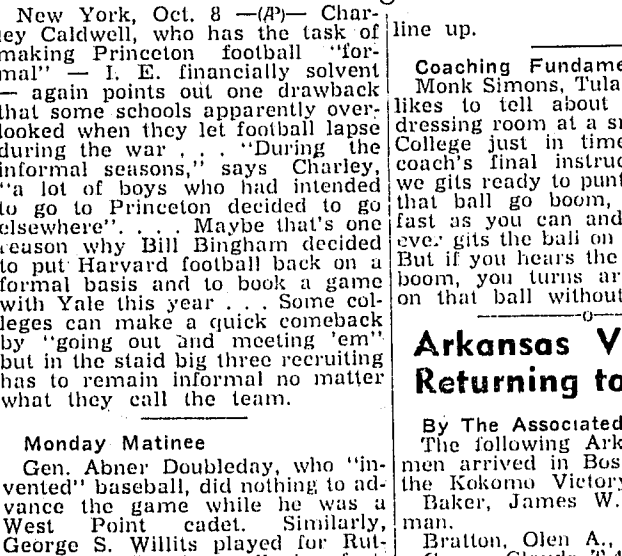 New York, Oct. 8 —(AP)— Char-
ley Caldwell, who has the task of
making Princeton football "for-
mal" — I. E. financially solvent
— again points out one drawback
that some schools apparently over-
looked when they let football lapse
during the war . . . "During the
informal seasons," says Charley,
"a lot of boys who had intended
to go to Princeton decided to go
elsewhere". . . . Maybe that's one
reason why Bill Bingham decided
to put Harvard football back on a
formal basis and to book a game
with Yale this year . . . Some col-
leges can make a quick comeback
by "going out and meeting 'em"
but in the staid big three recruiting
has to remain informal no matter
what they call the team.
Monday Matinee
Gen. Abner Doubleday, who "in-
vented" baseball, did nothing to ad-
vance the game while he was a
West Point cadet. Similarly,
George S. Willits played for Rut-
line up.
Coaching Fundame
Monk Simons, Tula
likes to tell about
dressing room at a s
College just in time
coach's final instruc
we gits ready to punt
that ball go boom,
fast as you can and
ever gits the ball on
But if you hears the
boom, you turns ar
on that ball without
Arkansas V
Returning to
By The Associated
The following Ark
men arrived in Bos
the Kokomo Victory
Baker, James W.
man.
Bratton, Olen A.,